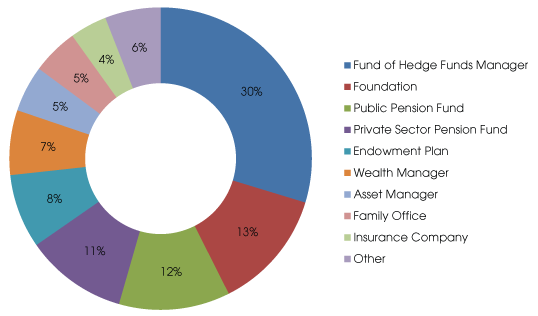 30%
13%
12%
11%
8%
7%
5%
5%
4%
6%
Fund of Hedge Funds Manager
Foundation
Public Pension Fund
Private Sector Pension Fund
Endowment Plan
Wealth Manager
Asset Manager
Family Office
Insurance Company
Other